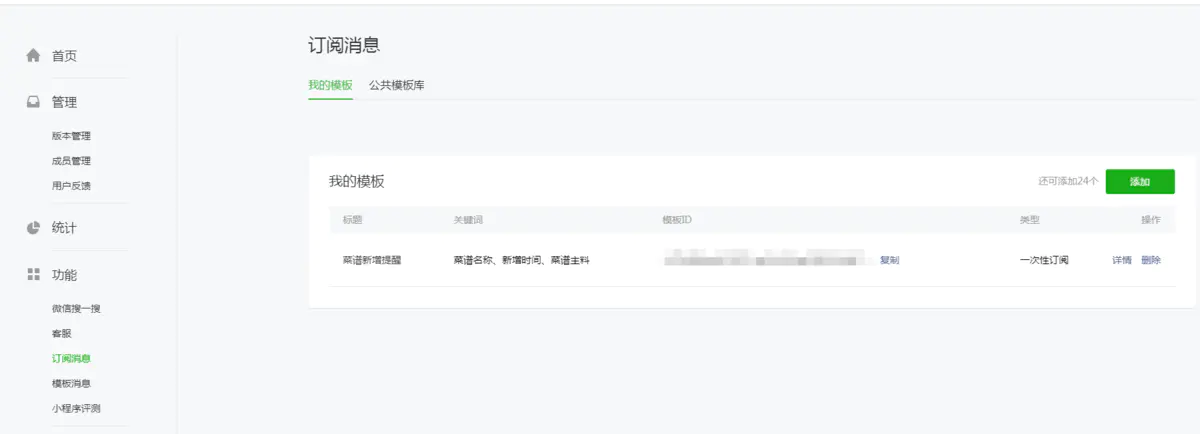 首页
管理
版本管理
成员管理
用户反馈
统计
功能
微信搜一搜
客服
订阅消息
模板消息
小程序评测
订阅消息
我的模板 公共模板库
我的模板 还可添加24个 添加
标题 关键词 模板ID 类型 操作
菜谱新增提醒 菜谱名称、新增时间、菜谱主料 复制 一次性订阅 详情 删除